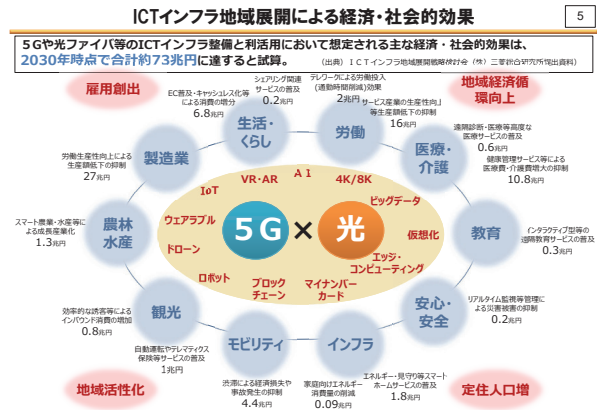 ICTインフラ地域展開による経済・社会的効果
5
5Gや光ファイバ等のICTインフラ整備と利活用において想定される主な経済・社会的効果は、
2030年時点で合計約73兆円に達すると試算。
(出典)ICTインフラ地域展開戦略検討会(株)三菱総合研究所提出資料)
雇用創出
地域経済循
環向上
シェアリング関連
サービスの普及
0.2兆円
テレワークによる労働投入
(通勤時間削減)効果
2兆円
EC普及・キャッシュレス化等
による消費の増分
6.8兆円
サービス産業の生産性向上
等生産額低下の抑制
16兆円
生活・
くらし
労働
遠隔診断・医療等高度な
医療サービスの普及
0.6兆円
健康管理サービス等による
医療費・介護費増大の抑制
10.8兆円
医療・
介護
製造業
労働生産性向上による
生産額低下の抑制
27兆円
AI
VR・AR
4K/8K
IoT
ビッグデータ
ウェアラブル
仮想化
5G×光
ドローン
エッジ・
コンピューティング
ロボット
ブロック
チェーン
マイナンバー
カード
スマート農業・水産等に
よる成長産業化
1.3兆円
農林
水産
教育
インタラクティブ型等の
遠隔教育サービスの普及
0.3兆円
効率的な誘客等による
インバウンド消費の増加
0.8兆円
観光
安心・
安全
リアルタイム監視等管理に
よる災害被害の抑制
0.2兆円
自動運転やテレマティクス
保険等サービスの普及
1兆円
モビリティ
インフラ
渋滞による経済損失や
事故発生の抑制
4.4兆円
家庭向けエネルギー
消費量の削減
0.09兆円
エネルギー・見守り等スマート
ホームサービスの普及
1.8兆円
地域活性化
定住人口増